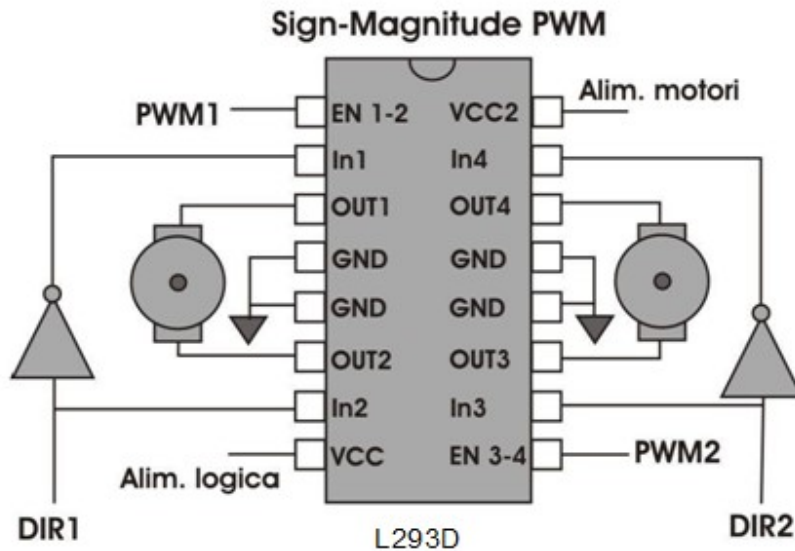 Sign-Magnitude PWM
PWM1
EN 1-2
VCC2
Alim. motori
In1
In4
OUT1
OUT4
GND
GND
GND
GND
OUT2
OUT3
In2
In3
VCC
EN 3-4
PWM2
Alim. logica
DIR1
DIR2
L293D